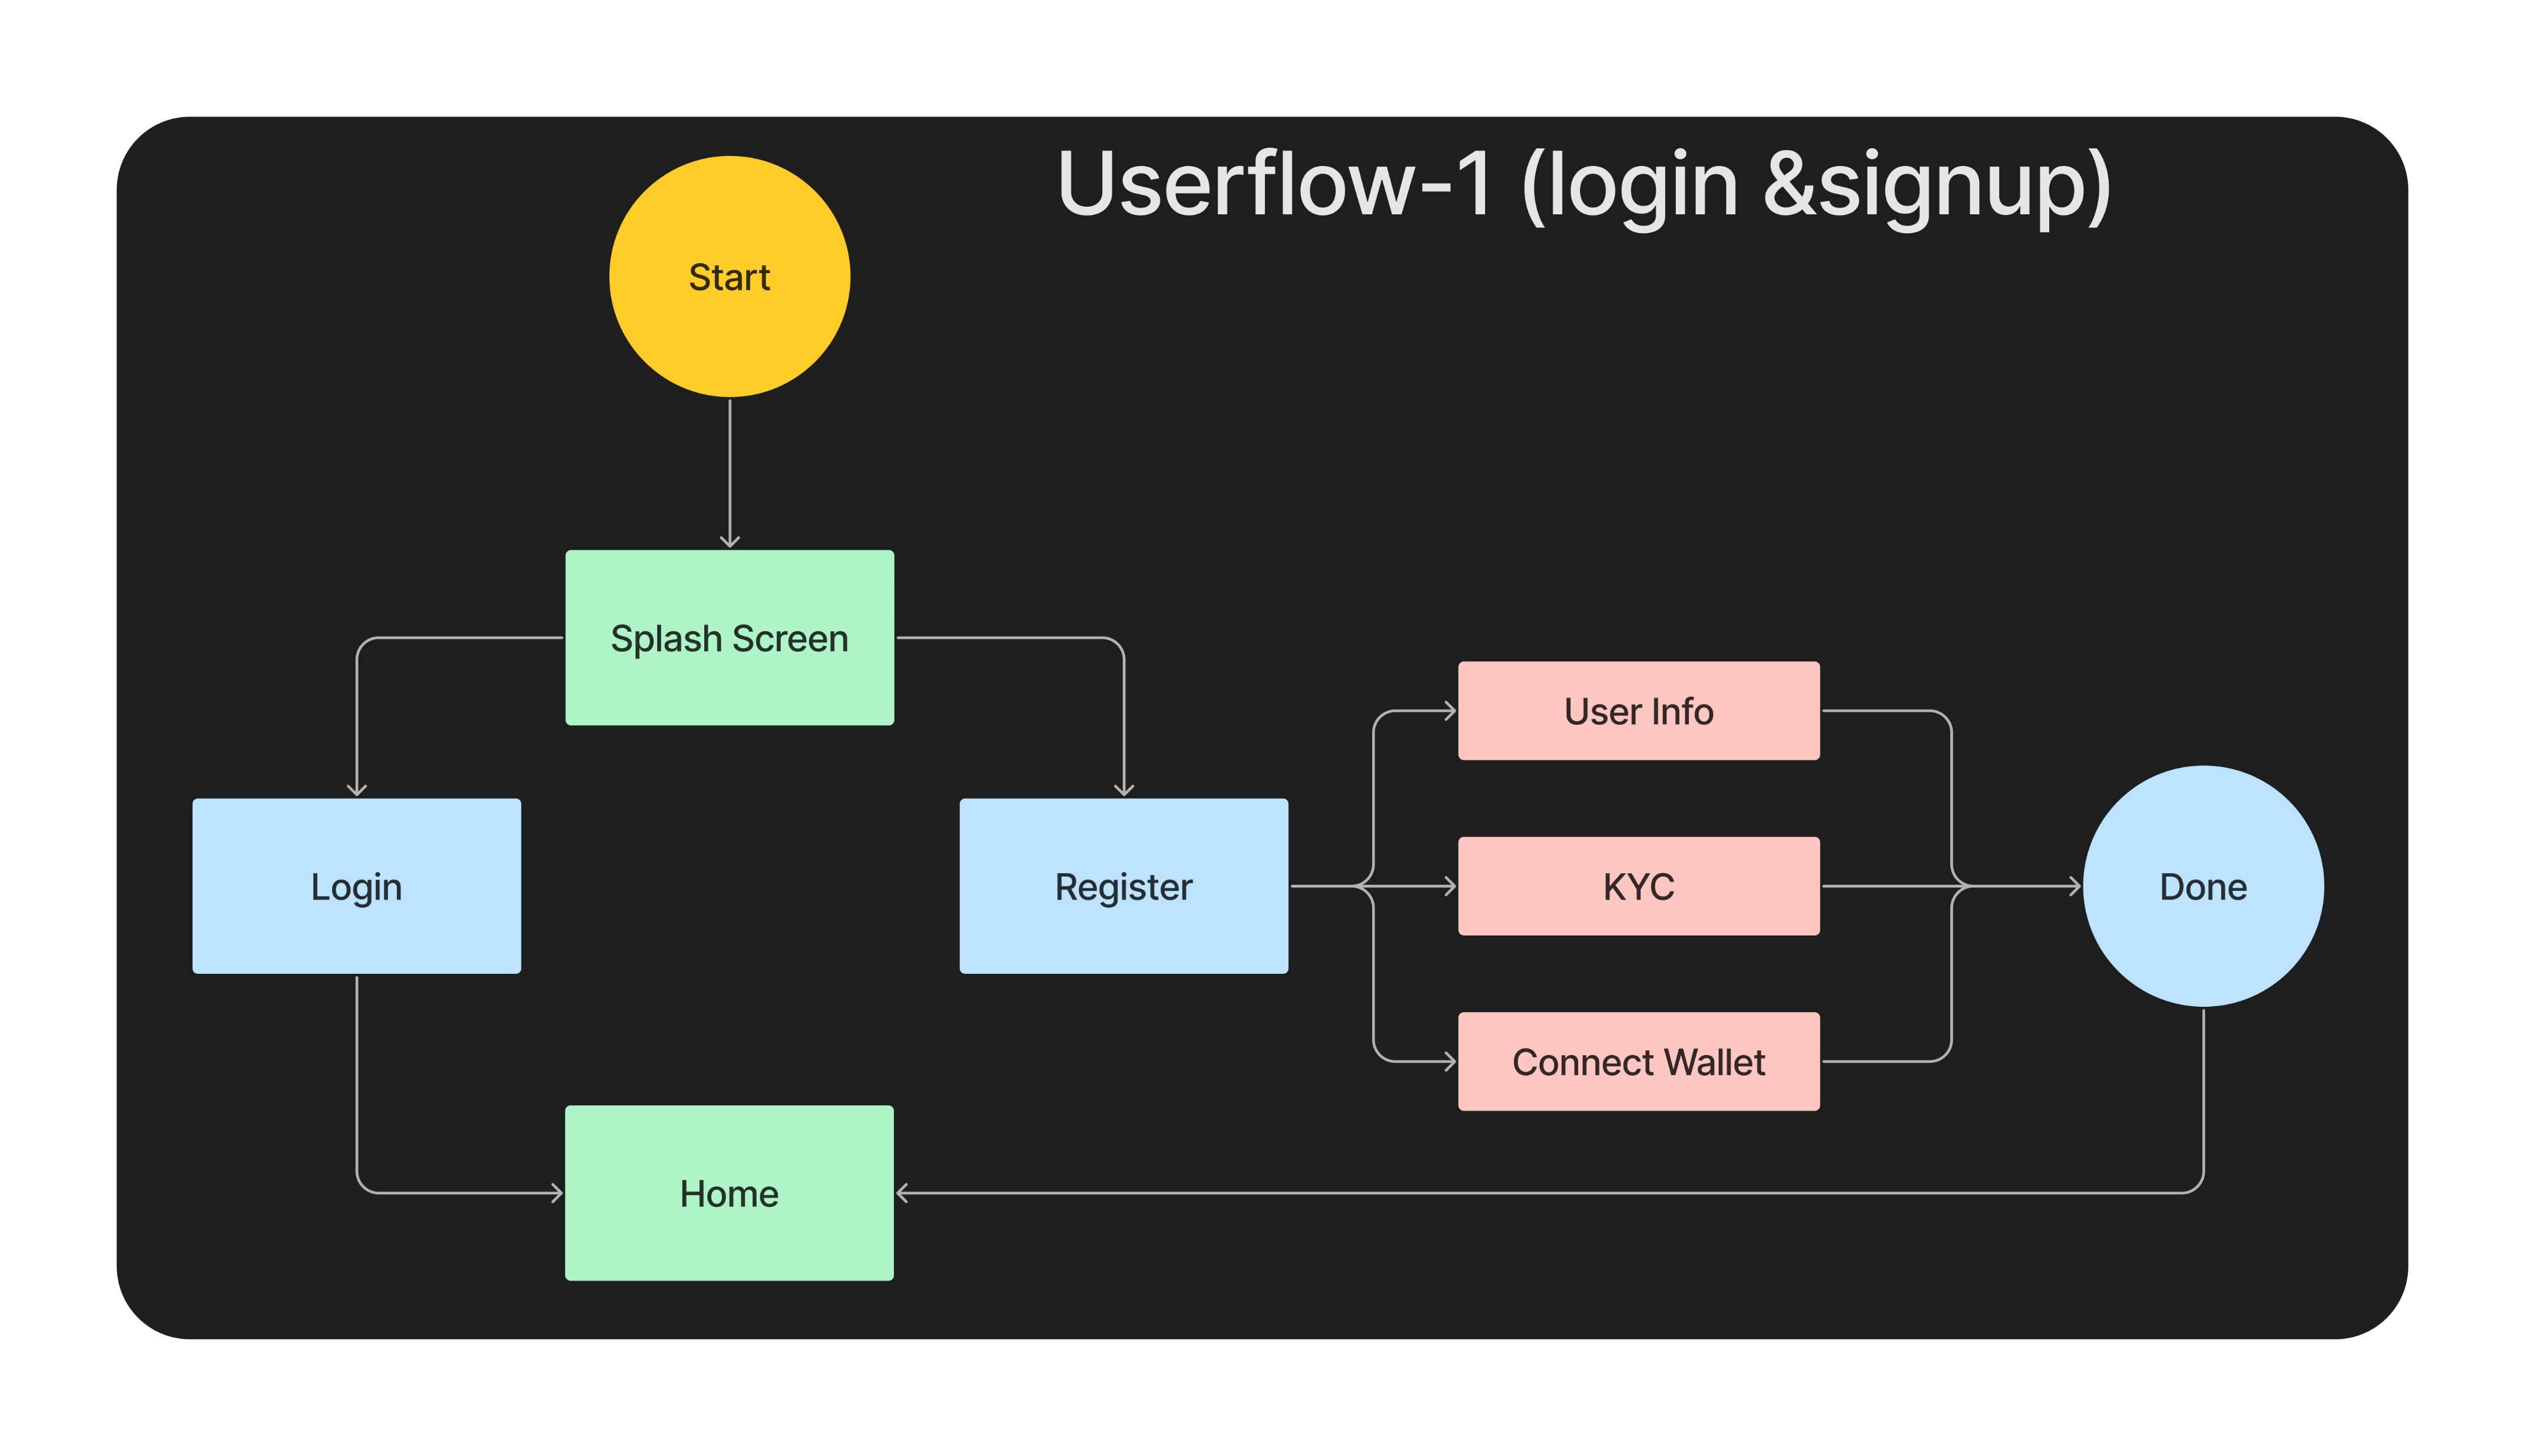 Userflow-1 (login &signup)
Start
Splash Screen
Login
Register
User Info
KYC
Connect Wallet
Done
Home